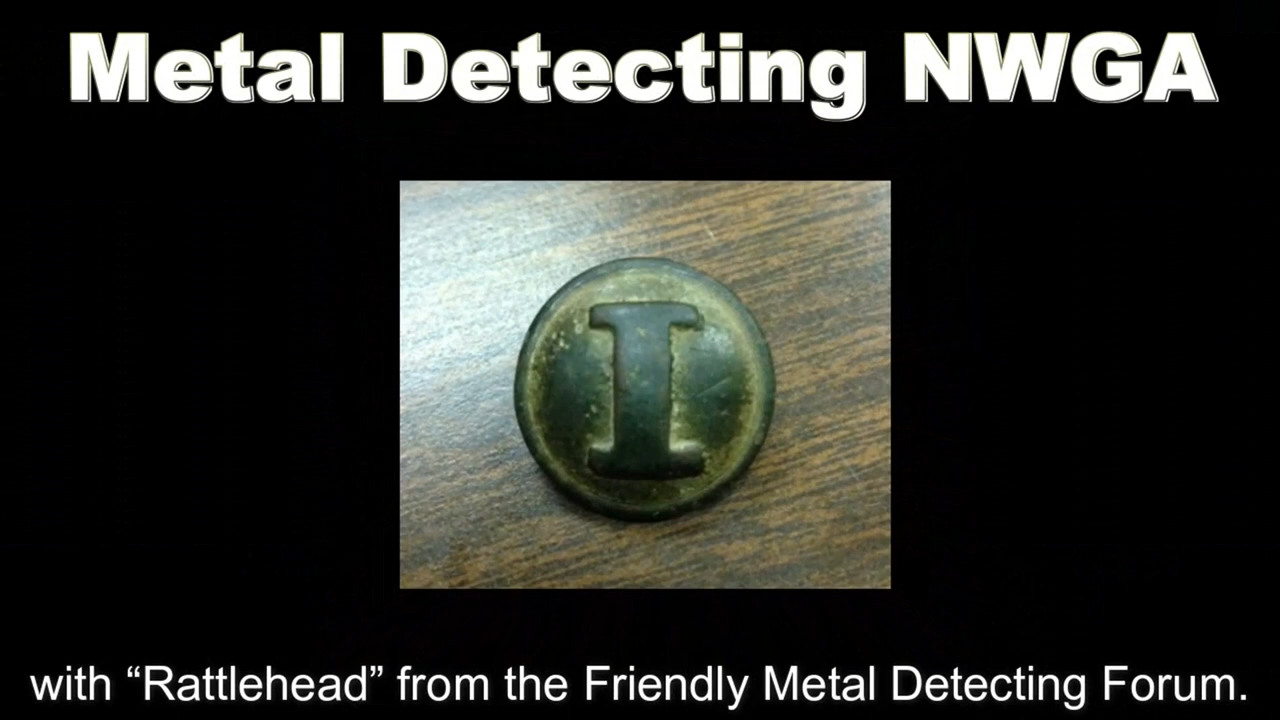 Metal Detecting NWGA
I
with “Rattlehead” from the Friendly Metal Detecting Forum.